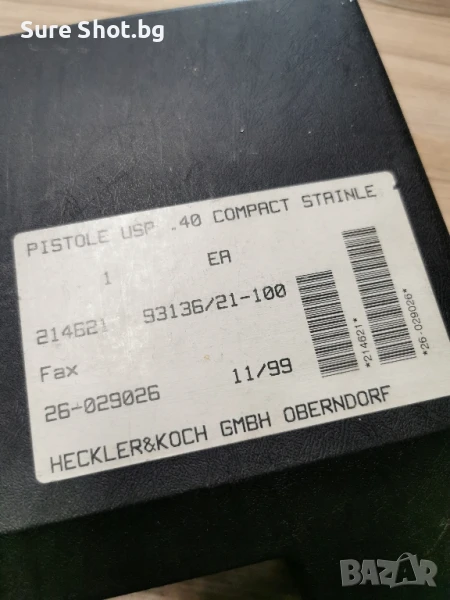 Sure Shot.bg
PISTOLE USP .40 COMPACT STAINLE
1 EA
214621 93136/21-100
Fax
26-029026 11/99
HECKLER&KOCH GMBH OBERNDORF
*214621*
*26-029026*
BAZAR